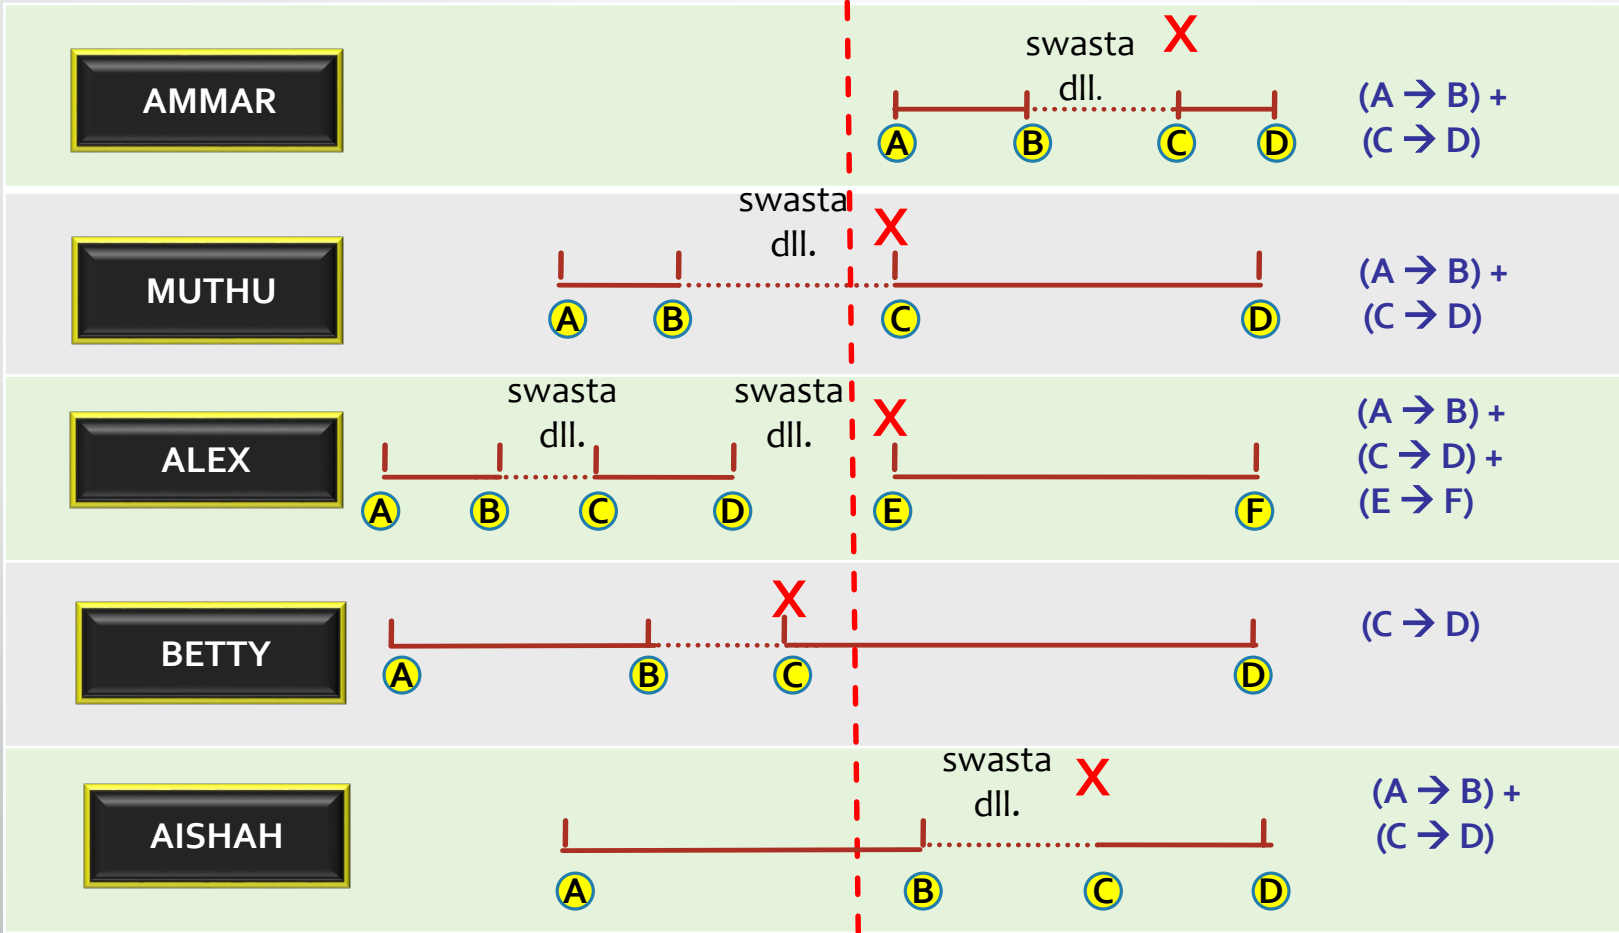 AMMAR
swasta
dll.
X
A
B
C
D
(A → B) +
(C → D)
MUTHU
swasta
dll.
X
A
B
C
D
(A → B) +
(C → D)
ALEX
swasta
dll.
swasta
dll.
X
A
B
C
D
E
F
(A → B) +
(C → D) +
(E → F)
BETTY
X
A
B
C
D
(C → D)
AISHAH
swasta
dll.
X
A
B
C
D
(A → B) +
(C → D)